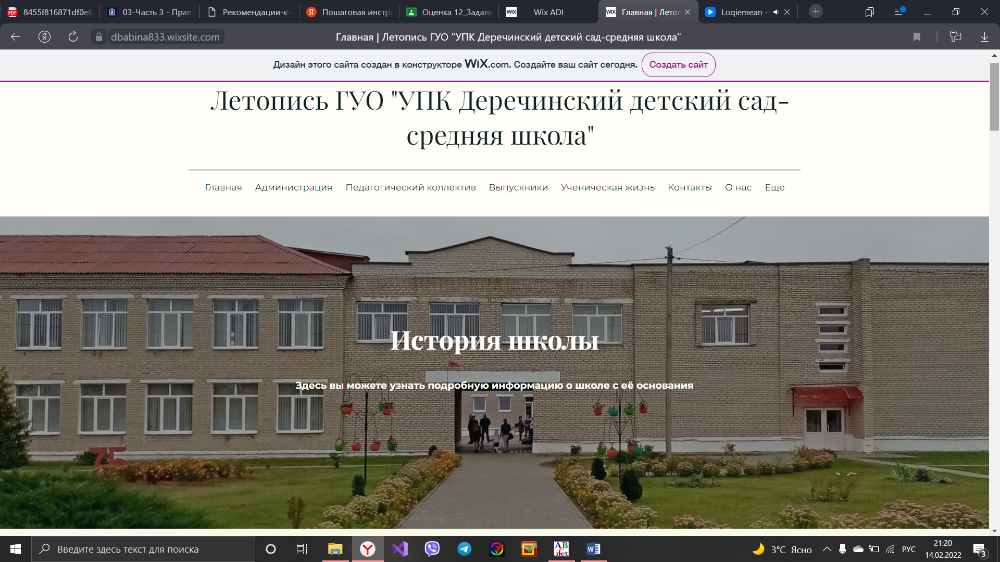 8455f816871df0e6
03-Часть 3 - Прав
Рекомендации-к-
Пошаговая инстру
Оценка 12_Задани
WIX
Wix ADI
WIX
Главная | Летоп
Loqiemean –
dbabina833.wixsite.com
Главная | Летопись ГУО "УПК Деречинский детский сад-средняя школа"
Дизайн этого сайта создан в конструкторе WiX.com. Создайте ваш сайт сегодня. Создать сайт
Летопись ГУО "УПК Деречинский детский сад-
средняя школа"
Главная Администрация Педагогический коллектив Выпускники Ученическая жизнь Контакты О нас Еще
История школы
Здесь вы можете узнать подробную информацию о школе с её основания
75
Введите здесь текст для поиска
3°C Ясно
РУС
21:20
14.02.2022
3